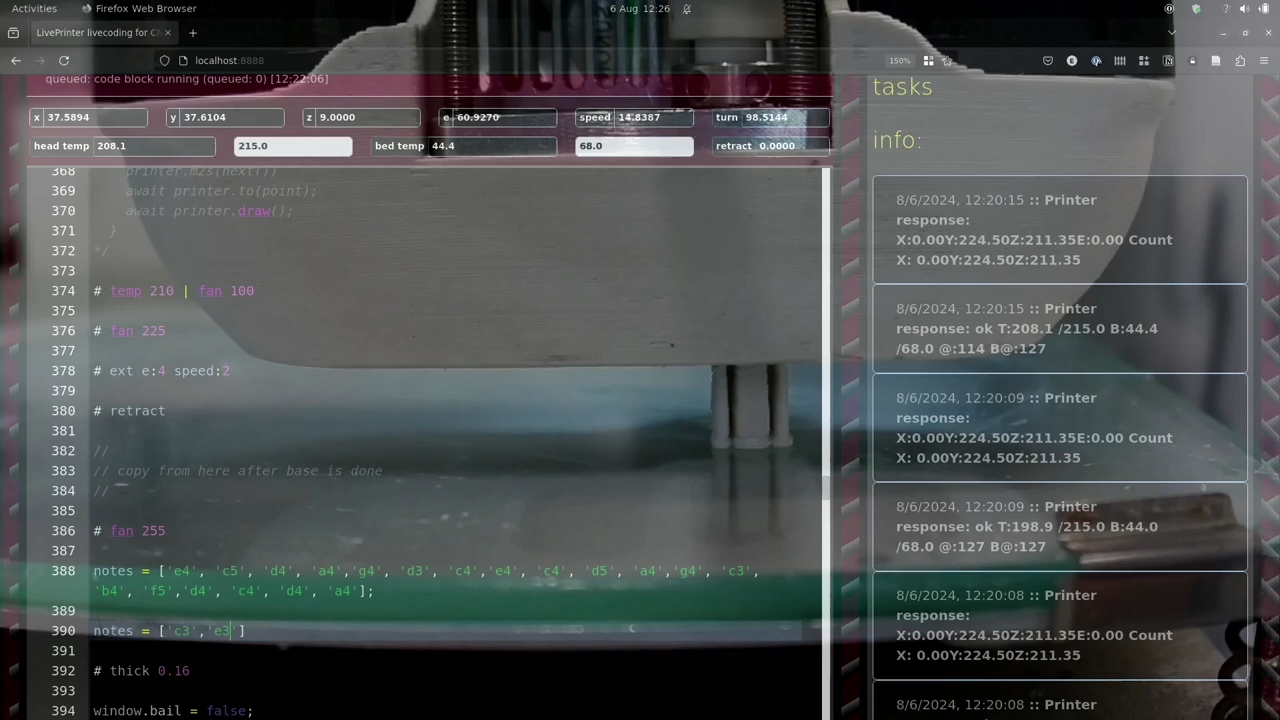 Activities Firefox Web Browser 6 Aug 12:26
LivePrinter livecoding for C
localhost:8888 150%
queued: code block running (queued: 0) [12:22:06]
x 37.5894 y 37.6104 z 9.0000 e 60.9270 speed 14.8387 turn 98.5144
head temp 208.1 215.0 bed temp 44.4 68.0 retract 0.0000
368 printer.m2s(next())
369 await printer.to(point);
370 await printer.draw();
371 }
372 */
373
374 # temp 210 | fan 100
375
376 # fan 225
377
378 # ext e:4 speed:2
379
380 # retract
381
382 //
383 // copy from here after base is done
384 //
385
386 # fan 255
387
388 notes = ['e4', 'c5', 'd4', 'a4','g4', 'd3', 'c4','e4', 'c4', 'd5', 'a4','g4', 'c3',
'b4', 'f5','d4', 'c4', 'd4', 'a4'];
389
390 notes = ['c3','e3']
391
392 # thick 0.16
393
394 window.bail = false;
tasks
info:
8/6/2024, 12:20:15 :: Printer
response:
X:0.00Y:224.50Z:211.35E:0.00 Count
X: 0.00Y:224.50Z:211.35
8/6/2024, 12:20:15 :: Printer
response: ok T:208.1 /215.0 B:44.4
/68.0 @:114 B@:127
8/6/2024, 12:20:09 :: Printer
response:
X:0.00Y:224.50Z:211.35E:0.00 Count
X: 0.00Y:224.50Z:211.35
8/6/2024, 12:20:09 :: Printer
response: ok T:198.9 /215.0 B:44.0
/68.0 @:127 B@:127
8/6/2024, 12:20:08 :: Printer
response:
X:0.00Y:224.50Z:211.35E:0.00 Count
X: 0.00Y:224.50Z:211.35
8/6/2024, 12:20:08 :: Printer